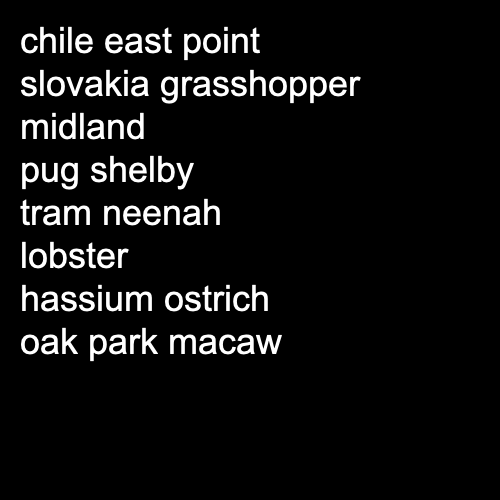 chile east point
slovakia grasshopper
midland
pug shelby
tram neenah
lobster
hassium ostrich
oak park macaw